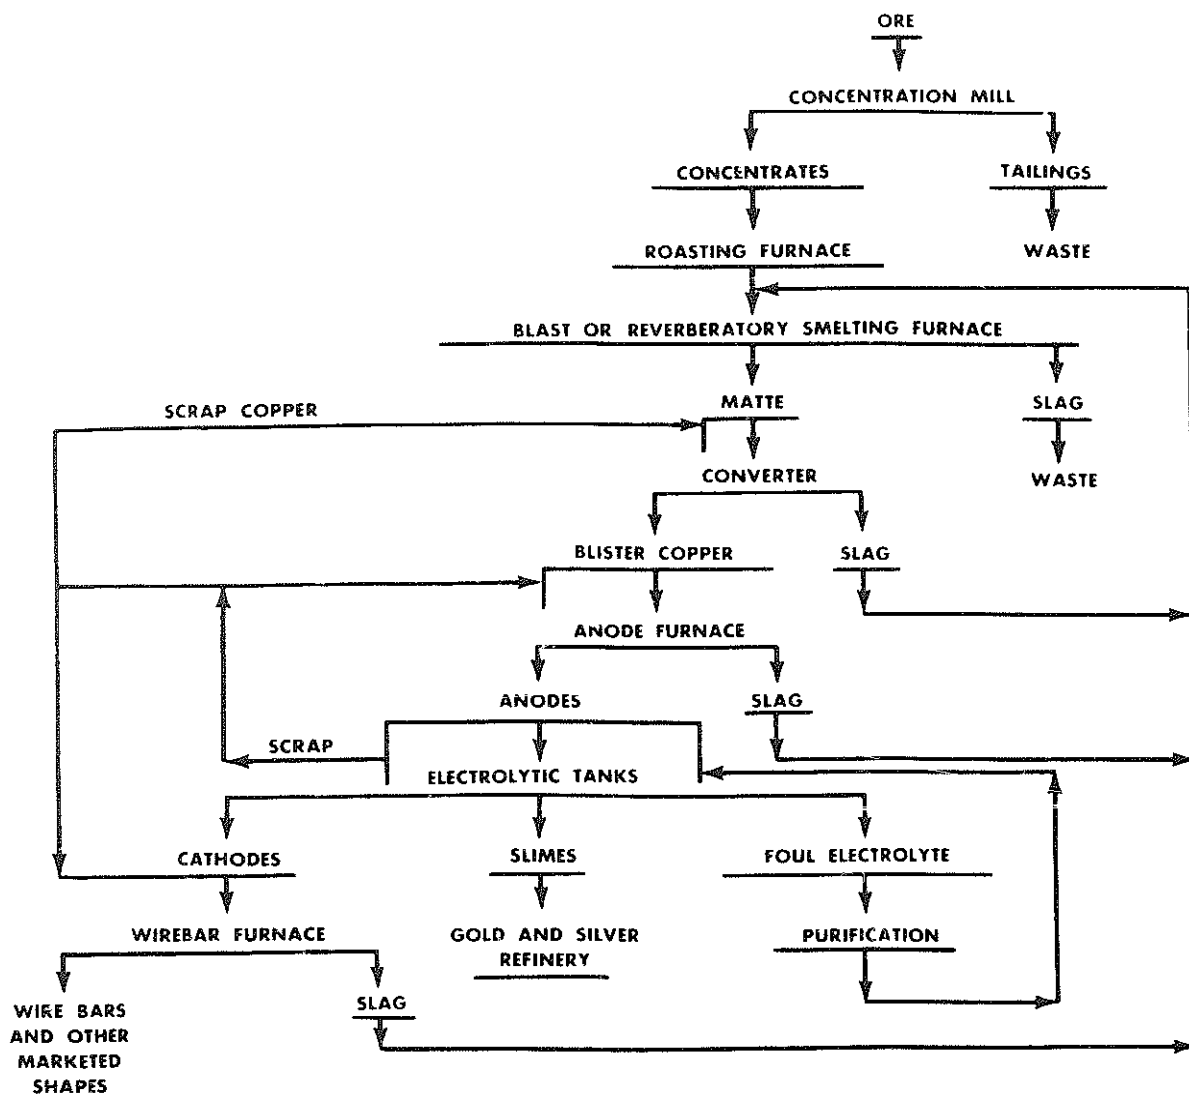 ORE
CONCENTRATION MILL
CONCENTRATES
TAILINGS
ROASTING FURNACE
WASTE
BLAST OR REVERBERATORY SMELTING FURNACE
SCRAP COPPER
MATTE
SLAG
CONVERTER
WASTE
BLISTER COPPER
SLAG
ANODE FURNACE
ANODES
SLAG
SCRAP
ELECTROLYTIC TANKS
CATHODES
SLIMES
FOUL ELECTROLYTE
WIREBAR FURNACE
GOLD AND SILVER
REFINERY
PURIFICATION
WIRE BARS
AND OTHER
MARKETED
SHAPES
SLAG